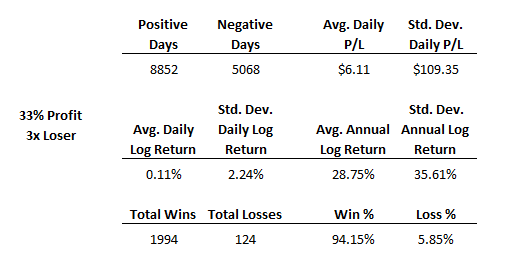 Positive Negative Avg. Daily Std. Dev.
Days Days P/L Daily P/L
8852 5068 $6.11 $109.35
33% Profit
3x Loser
Std. Dev. Std. Dev.
Avg. Daily Daily Log Avg. Annual Annual Log
Log Return Return Log Return Return
0.11% 2.24% 28.75% 35.61%
Total Wins Total Losses Win % Loss %
1994 124 94.15% 5.85%